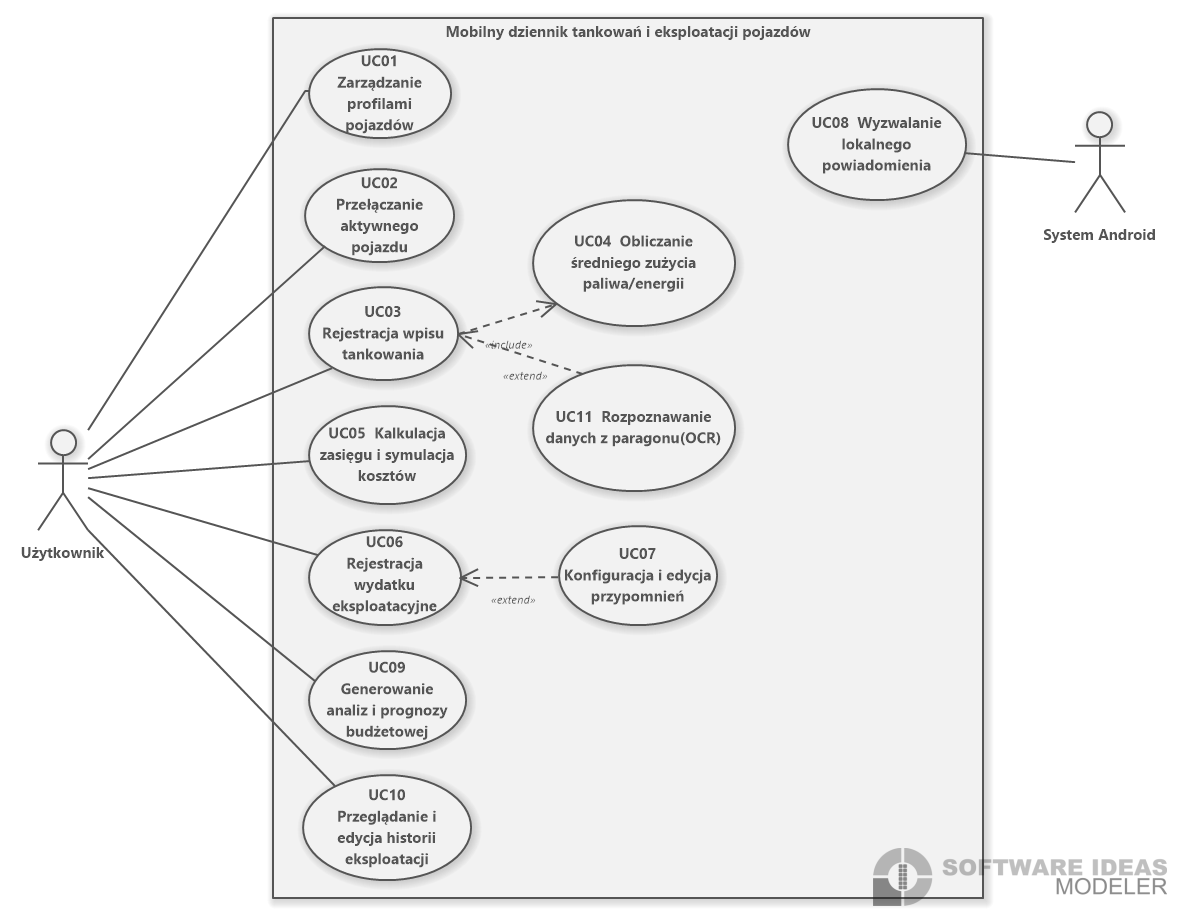 Mobilny dziennik tankowań i eksploatacji pojazdów
UC01
Zarządzanie
profilami
pojazdów
UC08 Wyzwalanie
lokalnego
powiadomienia
System Android
UC02
Przełączanie
aktywnego
pojazdu
UC04 Obliczanie
średniego zużycia
paliwa/energii
UC03
Rejestracja wpisu
tankowania
«include»
«extend»
UC11 Rozpoznawanie
danych z paragonu(OCR)
UC05 Kalkulacja
zasięgu i symulacja
kosztów
Użytkownik
UC06
Rejestracja
wydatku
eksploatacyjne
«extend»
UC07
Konfiguracja i edycja
przypomnień
UC09
Generowanie
analiz i prognozy
budżetowej
UC10
Przeglądanie i
edycja historii
eksploatacji
SOFTWARE IDEAS
MODELER